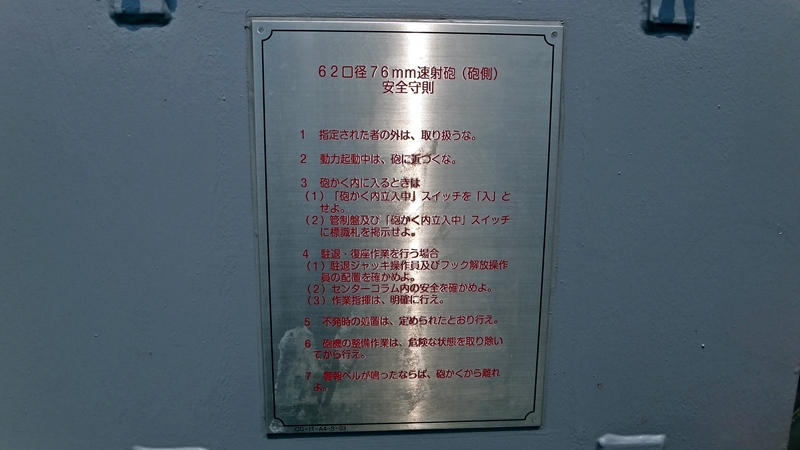 62口径76mm速射砲(砲側)
安全守則
1 指定された者の外は、取り扱うな。
2 動力起動中は、砲に近づくな。
3 砲かく内に入るときは
(1)「砲かく内立入中」スイッチを「入」と
せよ。
(2)管制盤及び「砲かく内立入中」スイッチ
に標識札を掲示せよ。
4 駐退・復座作業を行う場合
(1)駐退ジャッキ操作員及びフック解放操作
員の配置を確かめよ。
(2)センターコラム内の安全を確かめよ。
(3)作業指揮は、明確に行え。
5 不発時の処置は、定められたとおり行え。
6 砲機の整備作業は、危険な状態を取り除い
てから行え。
7 警報ベルが鳴ったならば、砲かくから離れ
よ。